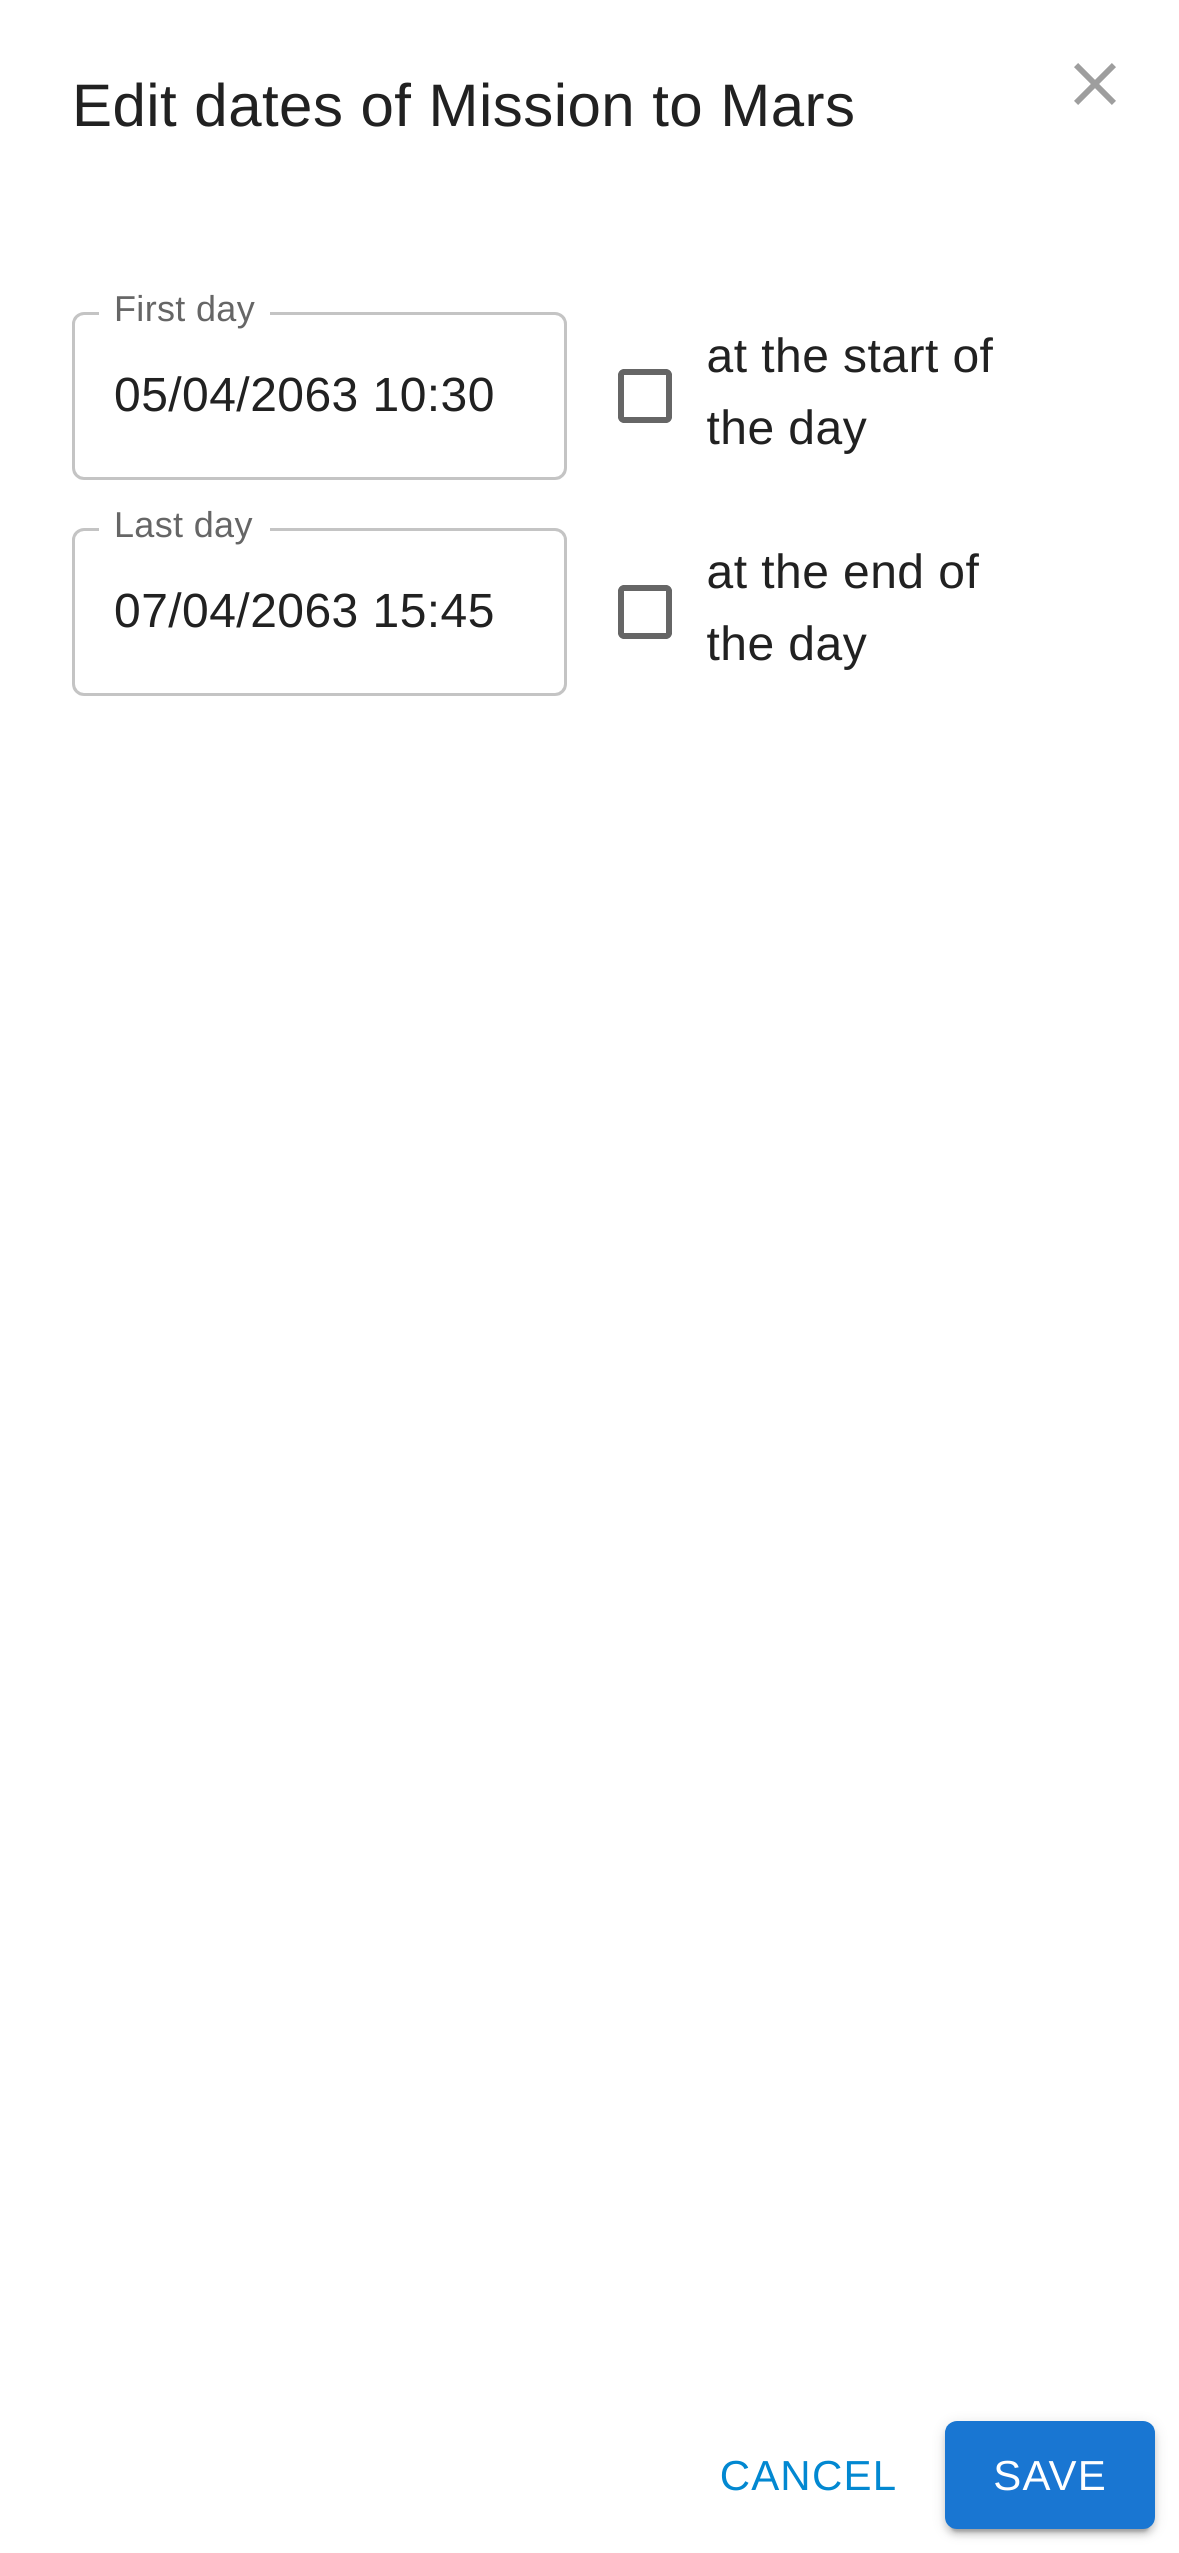 Edit dates of Mission to Mars
First day
05/04/2063 10:30
at the start of
the day
Last day
07/04/2063 15:45
at the end of
the day
CANCEL
SAVE